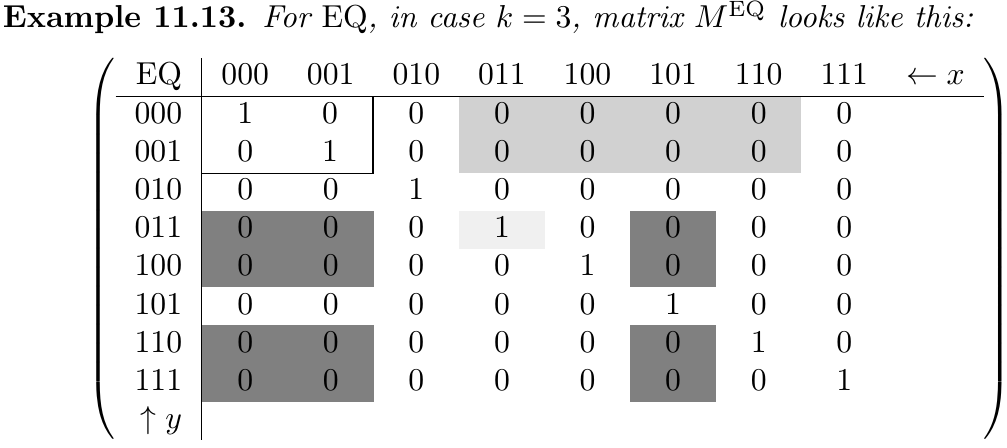 Example 11.13. For EQ, in case k = 3, matrix M^EQ looks like this:
EQ 000 001 010 011 100 101 110 111 ← x
000 1 0 0 0 0 0 0 0
001 0 1 0 0 0 0 0 0
010 0 0 1 0 0 0 0 0
011 0 0 0 1 0 0 0 0
100 0 0 0 0 1 0 0 0
101 0 0 0 0 0 1 0 0
110 0 0 0 0 0 0 1 0
111 0 0 0 0 0 0 0 1
↑ y